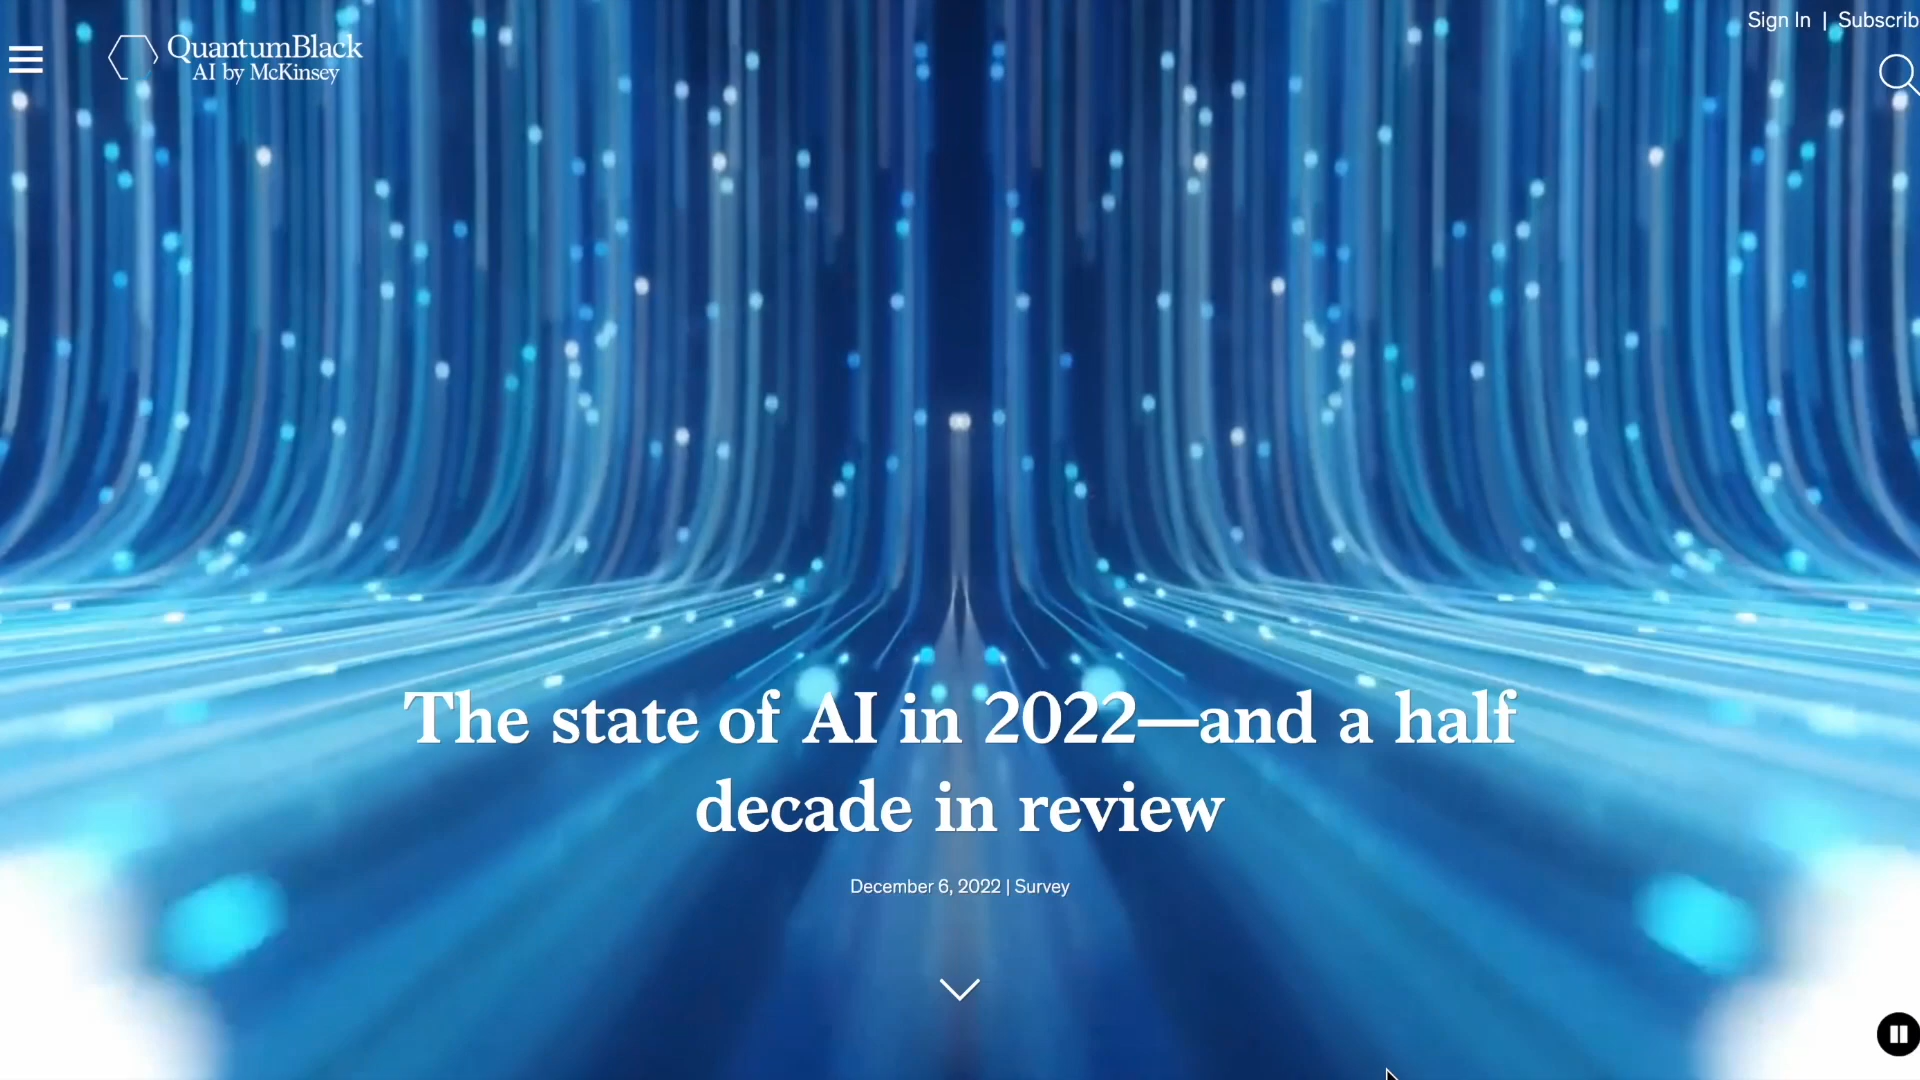 Sign In | Subscrib
QuantumBlack
AI by McKinsey
The state of AI in 2022—and a half
decade in review
December 6, 2022 | Survey